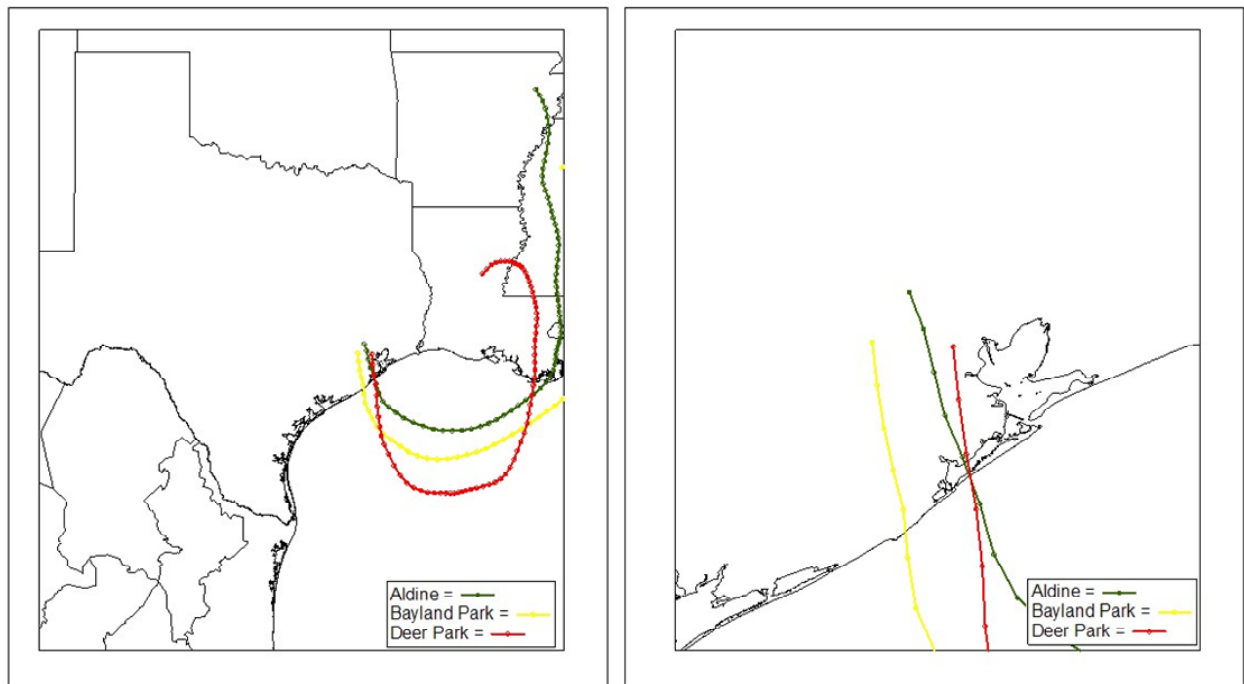 Aldine =
Bayland Park =
Deer Park =
Aldine =
Bayland Park =
Deer Park =